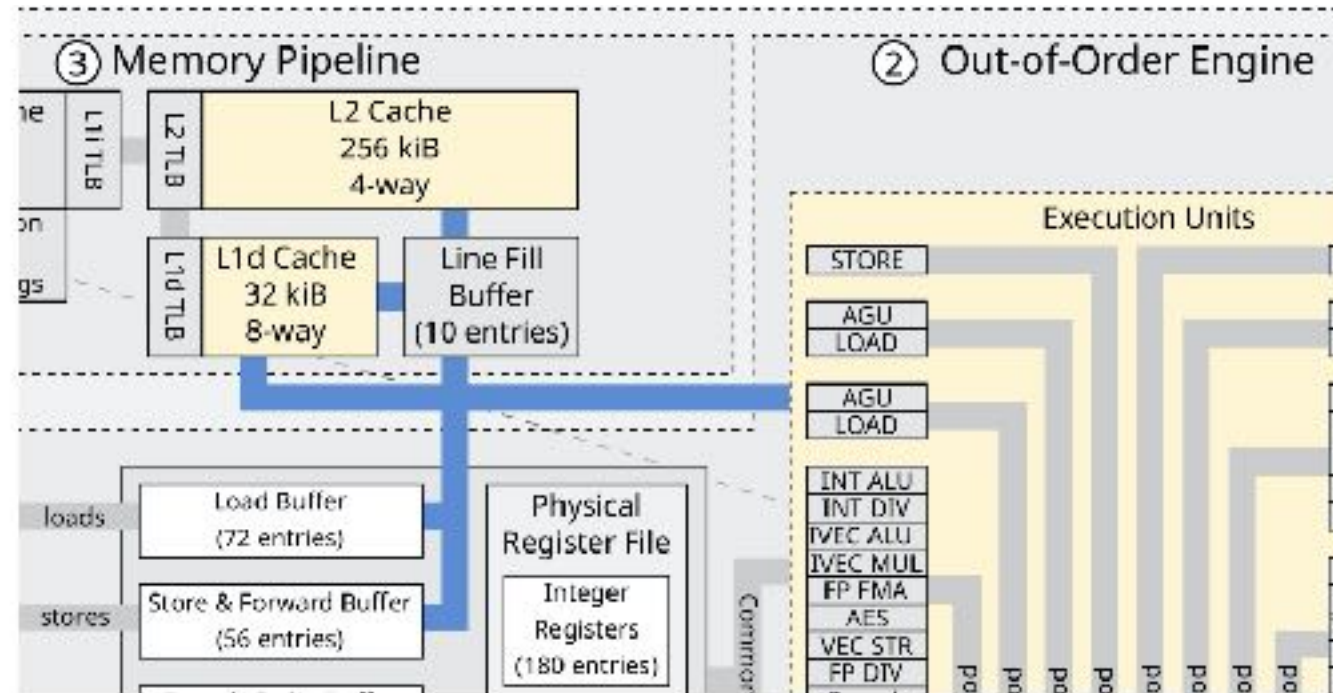 ③ Memory Pipeline
② Out-of-Order Engine
L1i TLB
L2 TLB
L2 Cache
256 kiB
4-way
L1d TLB
L1d Cache
32 kiB
8-way
Line Fill
Buffer
(10 entries)
Execution Units
STORE
AGU
LOAD
AGU
LOAD
INT ALU
INT DIV
IVEC ALU
IVEC MUL
FP FMA
AES
VEC STR
FP DIV
loads
Load Buffer
(72 entries)
stores
Store & Forward Buffer
(56 entries)
Physical
Register File
Integer
Registers
(180 entries)